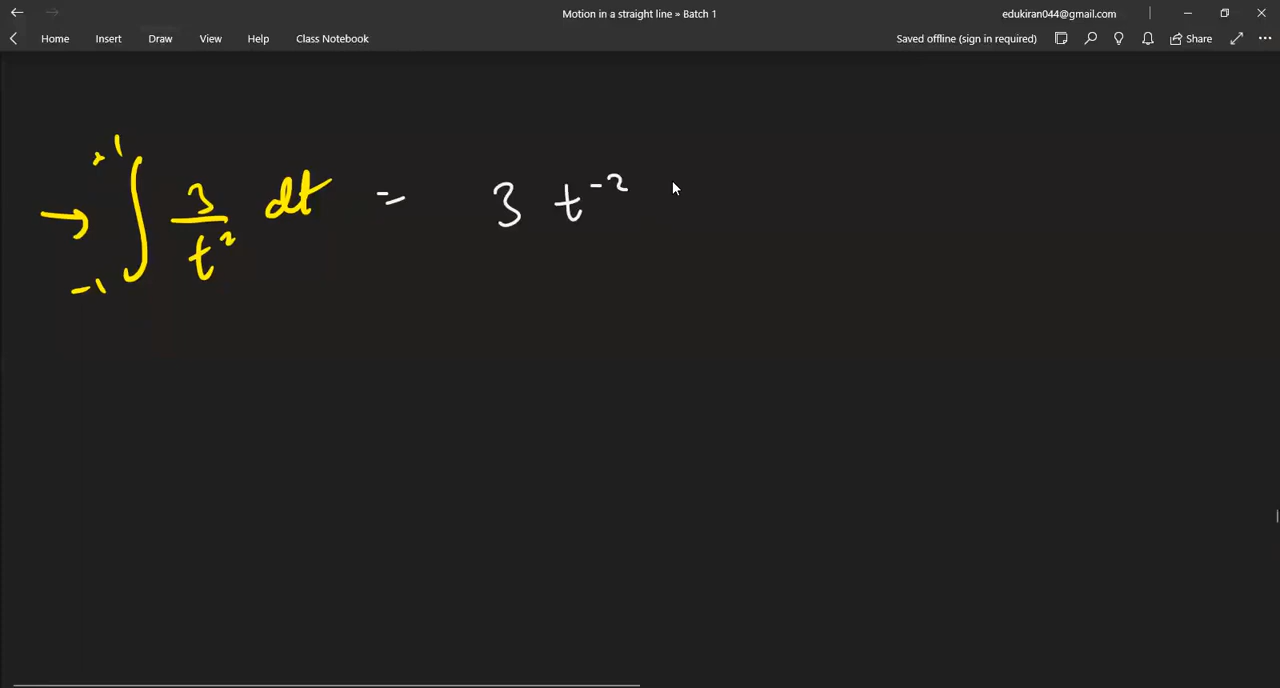 Motion in a straight line » Batch 1
edukiran044@gmail.com
Home Insert Draw View Help Class Notebook
Saved offline (sign in required) Share
→ ∫₋₁⁺¹ 3/t² dt = 3 t⁻²